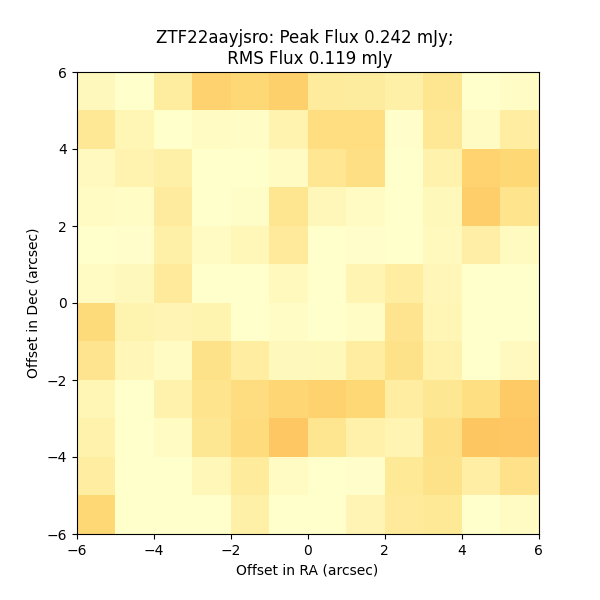 ZTF22aayjsro: Peak Flux 0.242 mJy;
RMS Flux 0.119 mJy
6
4
2
0
−2
−4
−6
Offset in Dec (arcsec)
−6 −4 −2 0 2 4 6
Offset in RA (arcsec)